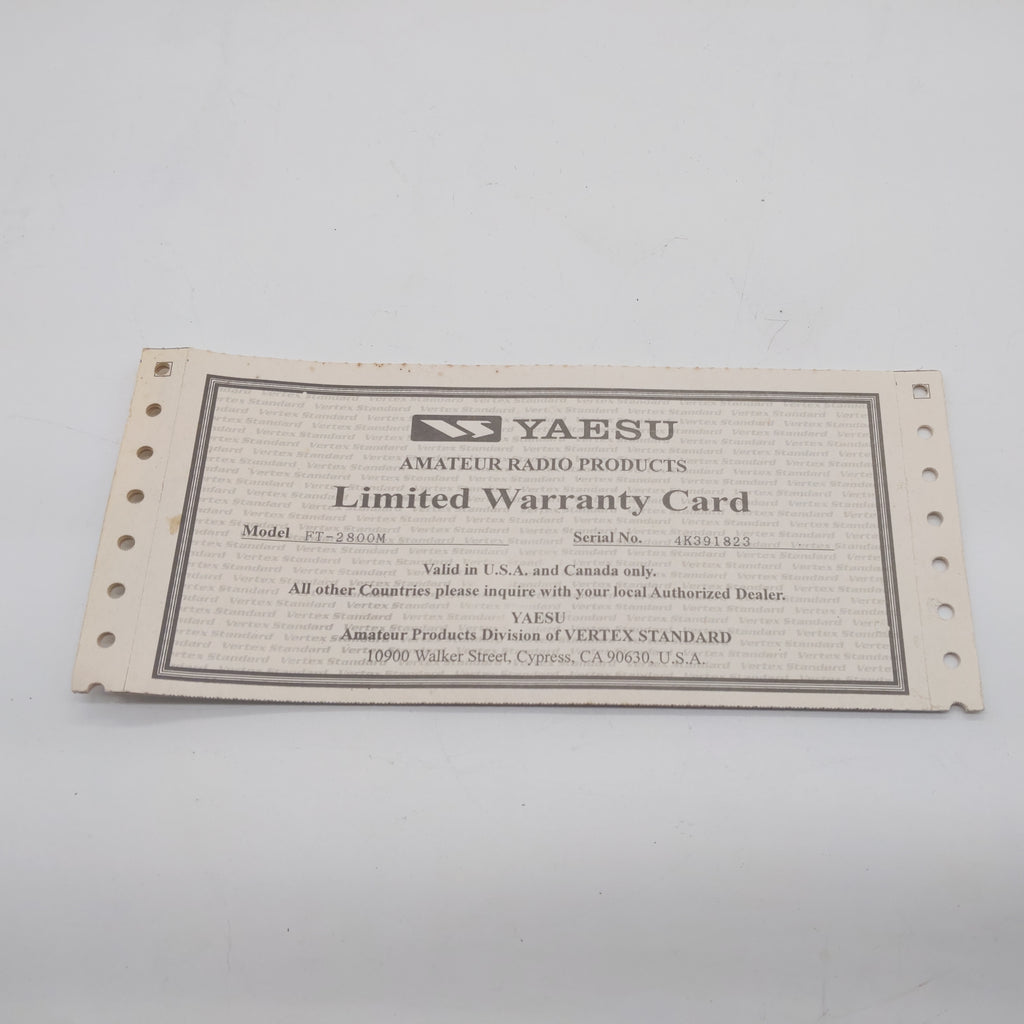 YAESU
AMATEUR RADIO PRODUCTS
Limited Warranty Card
Model FT-2800M Serial No. 4K391823
Valid in U.S.A. and Canada only.
All other Countries please inquire with your local Authorized Dealer.
YAESU
Amateur Products Division of VERTEX STANDARD
10900 Walker Street, Cypress, CA 90630, U.S.A.
Vertex Standard